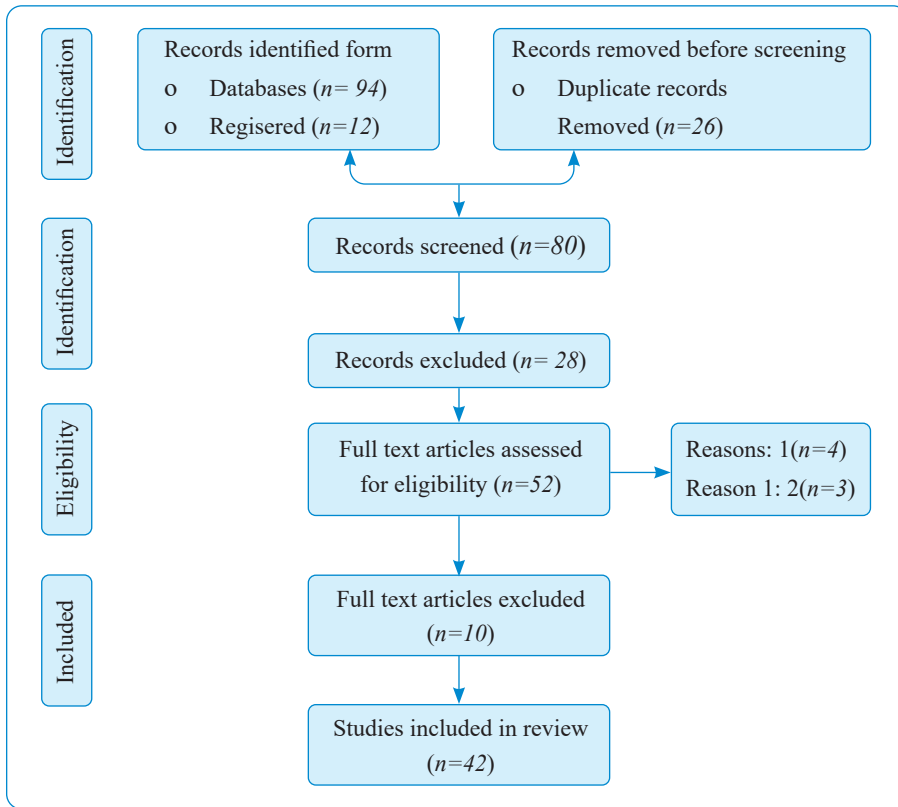 Identification
Records identified form
o Databases (n= 94)
o Regisered (n=12)
Records removed before screening
o Duplicate records
Removed (n=26)
Identification
Records screened (n=80)
Records excluded (n= 28)
Eligibility
Full text articles assessed
for eligibility (n=52)
Reasons: 1(n=4)
Reason 1: 2(n=3)
Included
Full text articles excluded
(n=10)
Studies included in review
(n=42)